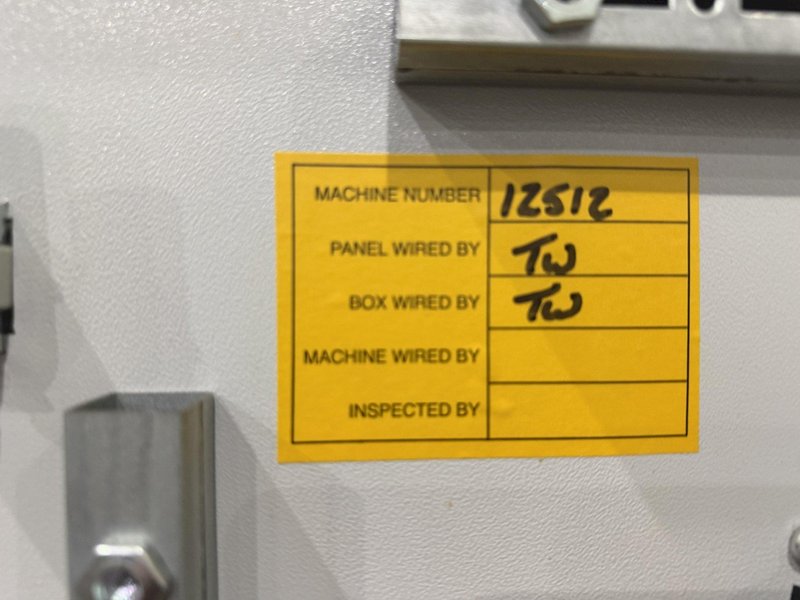 MACHINE NUMBER 12512
PANEL WIRED BY TW
BOX WIRED BY TW
MACHINE WIRED BY
INSPECTED BY